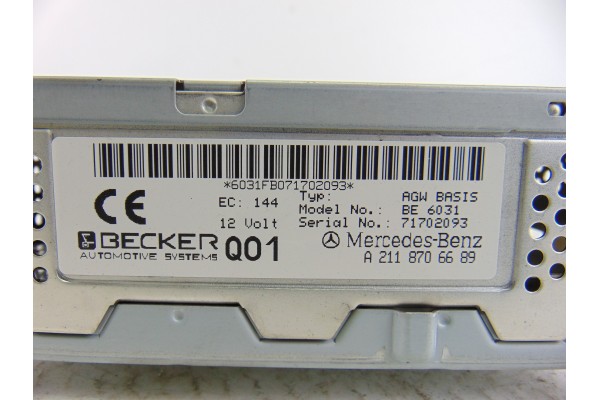 *6031FB071702093*
EC: 144
Typ: AGW BASIS
Model No.: BE 6031
12 Volt
Serial No.: 71702093
CE
BECKER
AUTOMOTIVE SYSTEMS
Q01
Mercedes-Benz
A 211 870 66 89